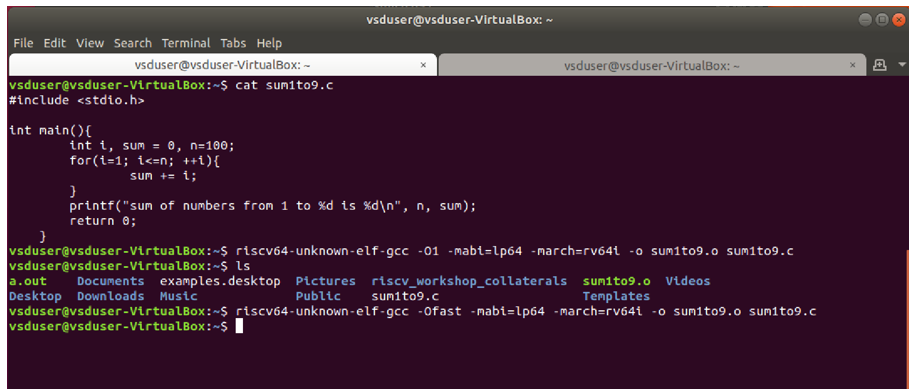 vsduser@vsduser-VirtualBox: ~
File Edit View Search Terminal Tabs Help
vsduser@vsduser-VirtualBox: ~ × vsduser@vsduser-VirtualBox: ~ ×
vsduser@vsduser-VirtualBox:~$ cat sum1to9.c
#include <stdio.h>

int main(){
        int i, sum = 0, n=100;
        for(i=1; i<=n; ++i){
                sum += i;
        }
        printf("sum of numbers from 1 to %d is %d\n", n, sum);
        return 0;
    }
vsduser@vsduser-VirtualBox:~$ riscv64-unknown-elf-gcc -O1 -mabi=lp64 -march=rv64i -o sum1to9.o sum1to9.c
vsduser@vsduser-VirtualBox:~$ ls
a.out    Documents  examples.desktop  Pictures  riscv_workshop_collaterals  sum1to9.o  Videos
Desktop  Downloads  Music             Public    sum1to9.c                   Templates
vsduser@vsduser-VirtualBox:~$ riscv64-unknown-elf-gcc -Ofast -mabi=lp64 -march=rv64i -o sum1to9.o sum1to9.c
vsduser@vsduser-VirtualBox:~$